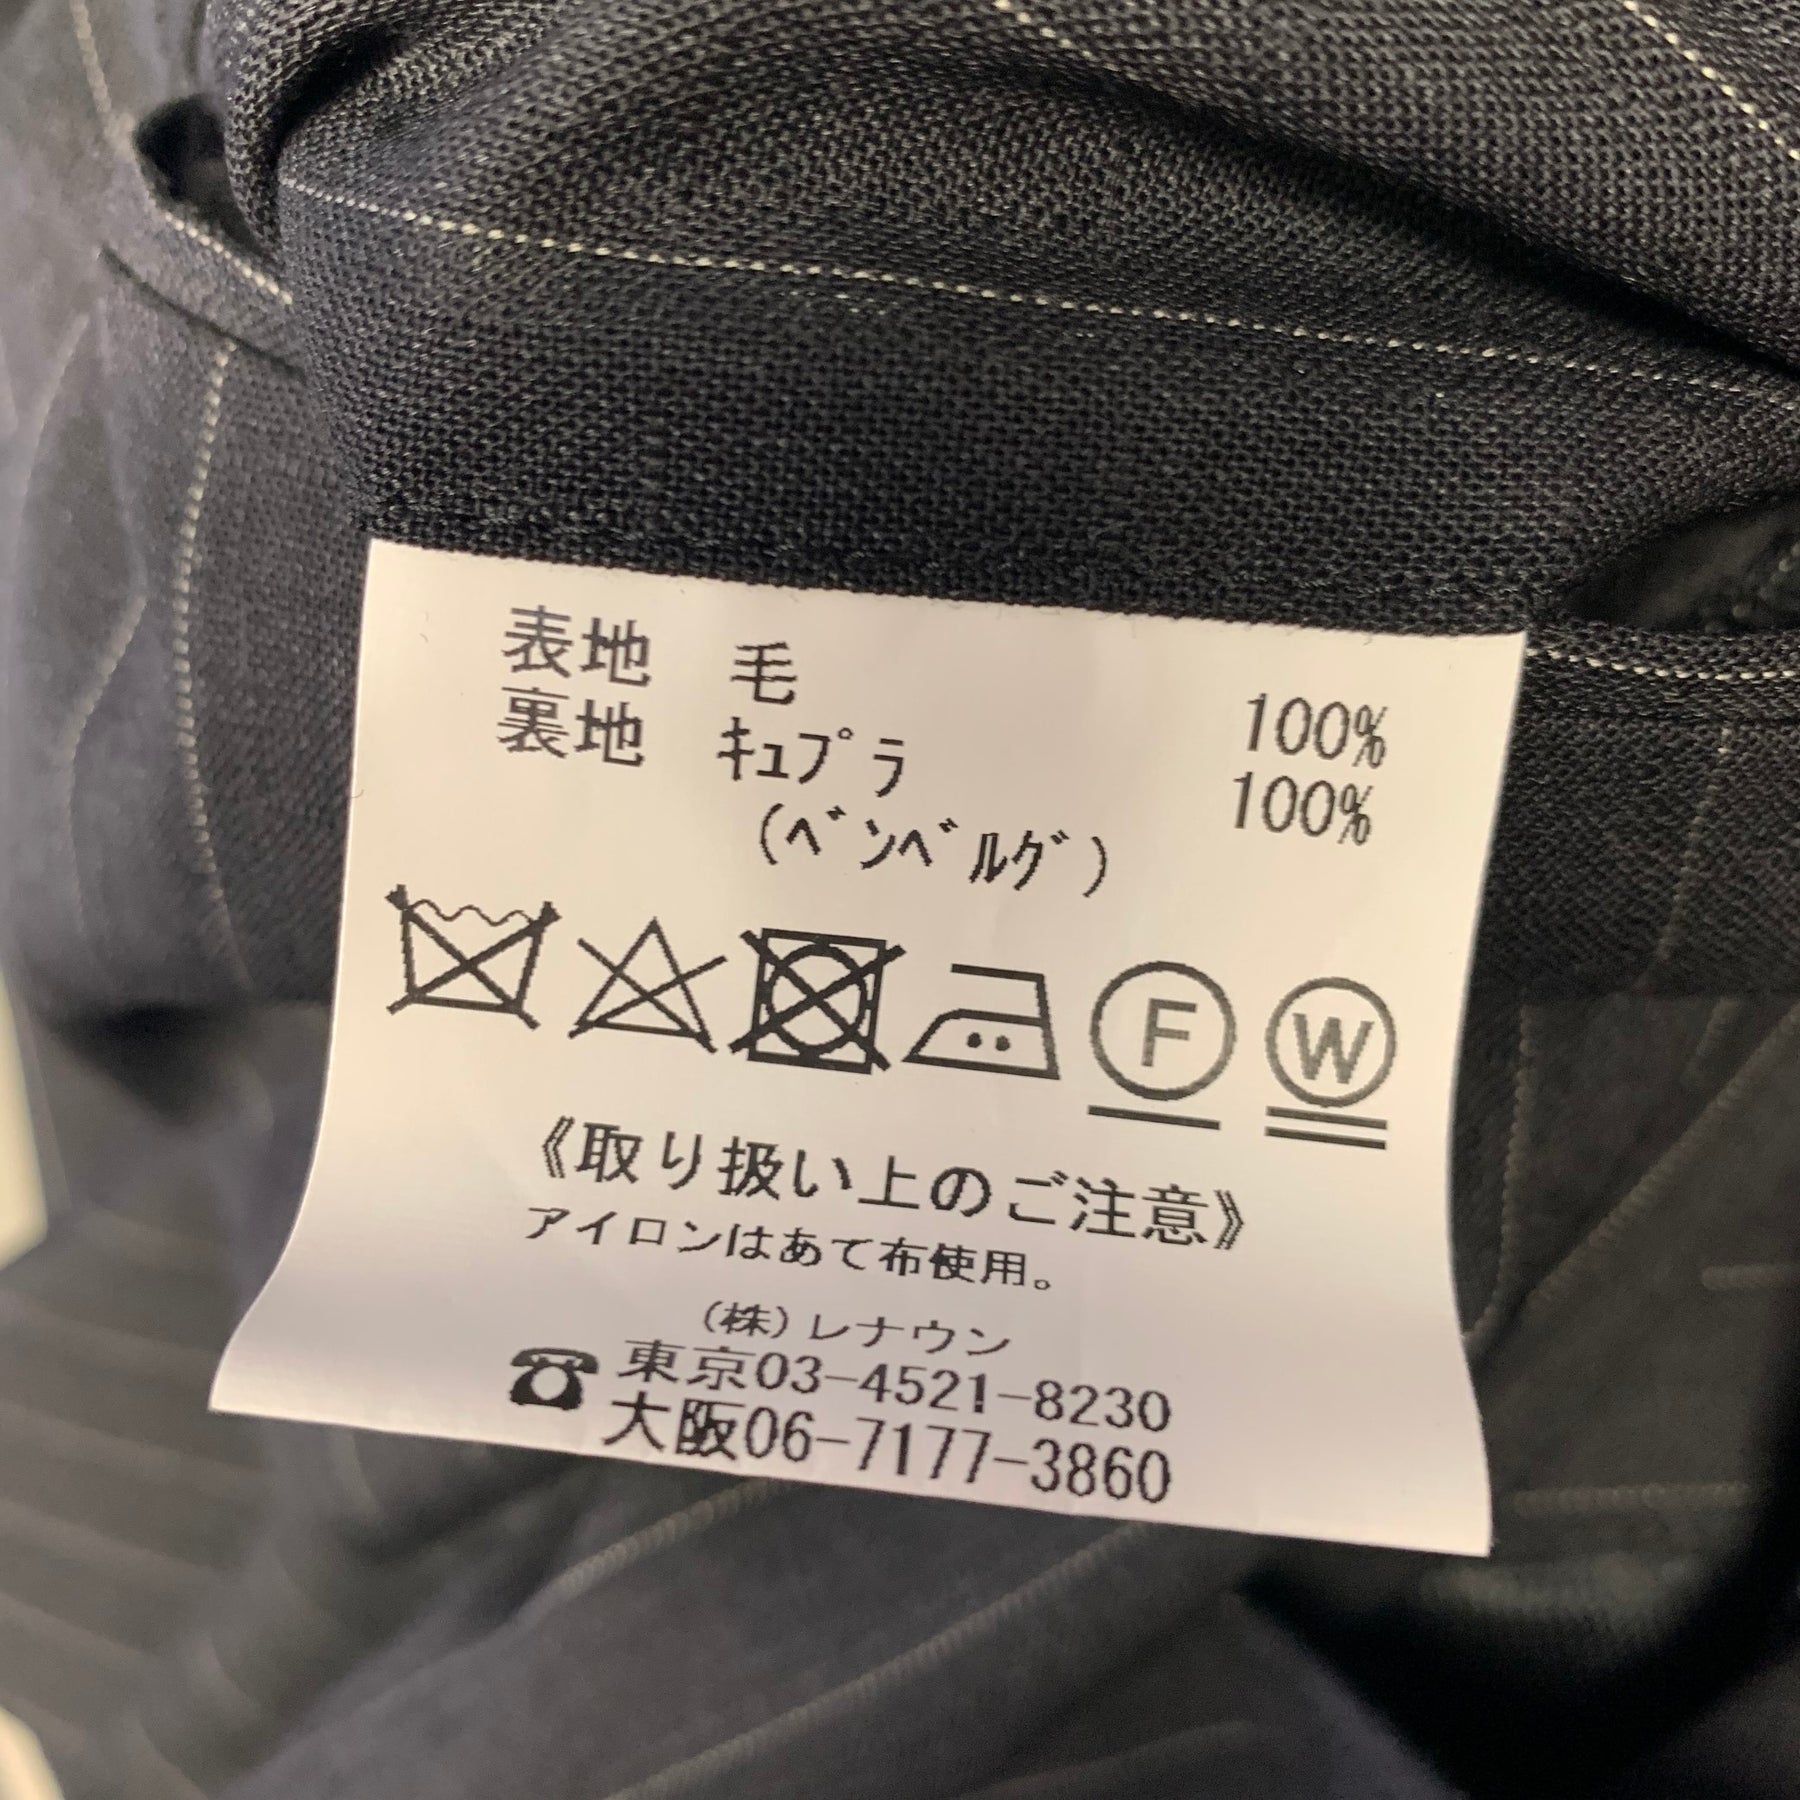 表地 毛 100%
裏地 ｷｭﾌﾟﾗ 100%
(ﾍﾞﾝﾍﾞﾙｸﾞ)
F W
《取り扱い上のご注意》
アイロンはあて布使用。
(株)レナウン
☎東京03-4521-8230
大阪06-7177-3860